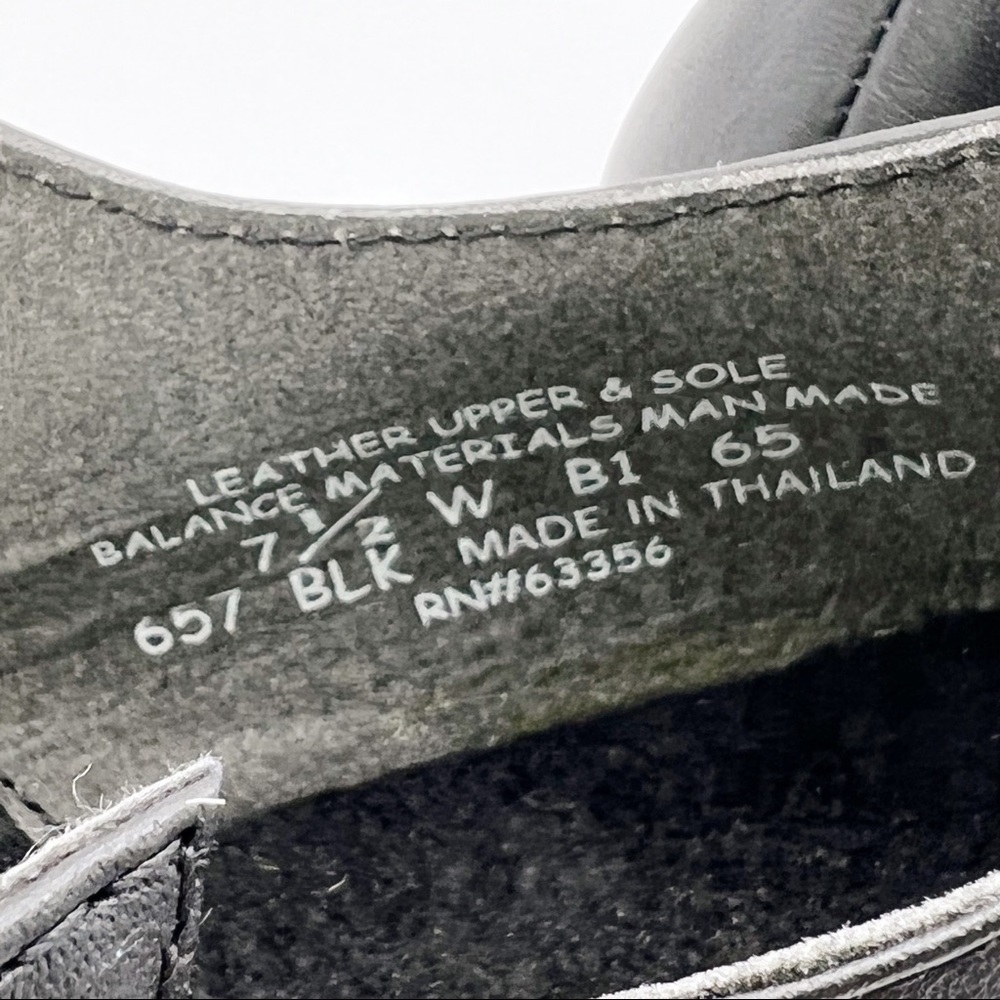 LEATHER UPPER & SOLE
BALANCE MATERIALS MAN MADE
7 1/2 W B1 65
657 BLK MADE IN THAILAND
RN#63356